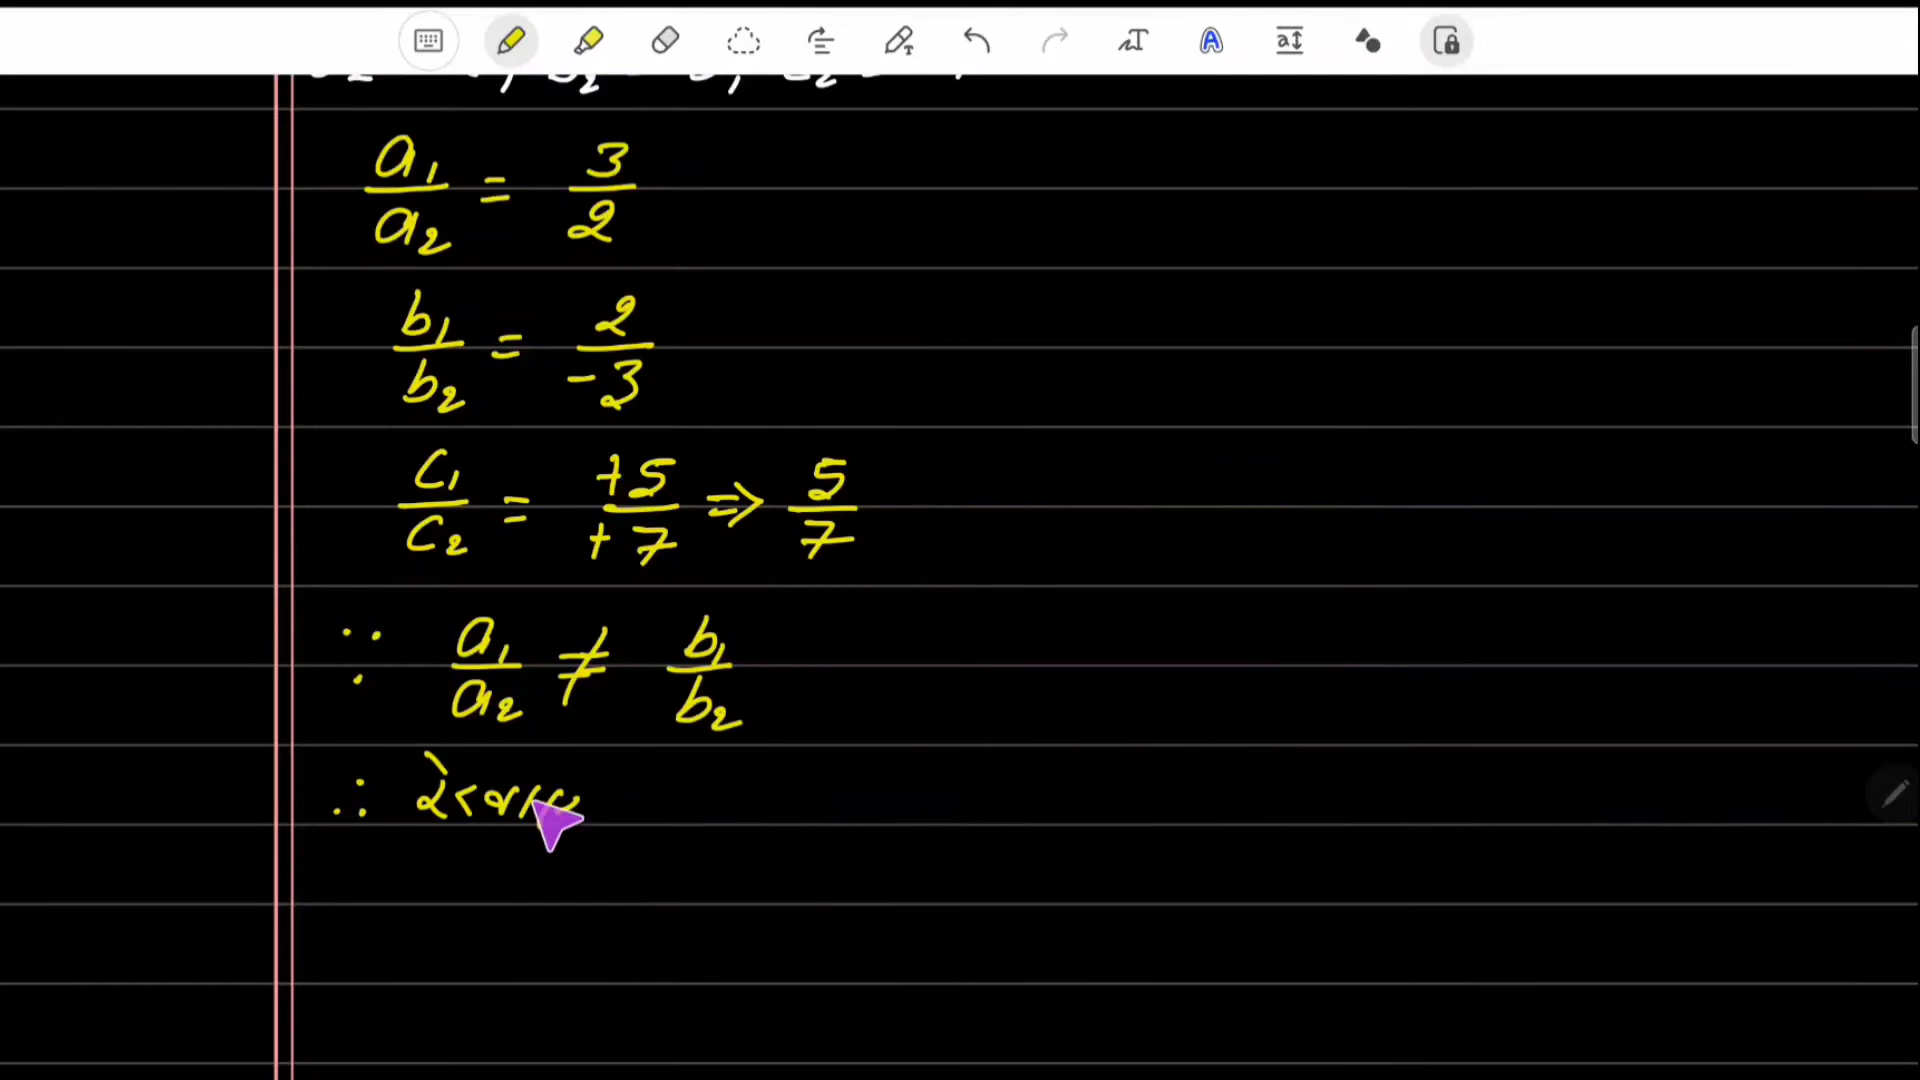 a₁/a₂ = 3/2
b₁/b₂ = 2/-3
c₁/c₂ = +5/+7 ⇒ 5/7
∵ a₁/a₂ ≠ b₁/b₂
∴